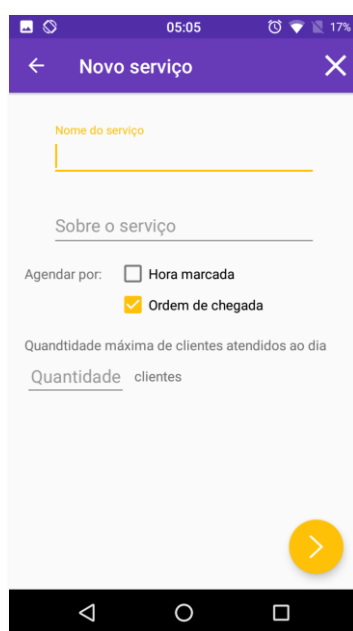 05:05
17%
Novo serviço
Nome do serviço
Sobre o serviço
Agendar por:
Hora marcada
Ordem de chegada
Quandtidade máxima de clientes atendidos ao dia
Quantidade clientes